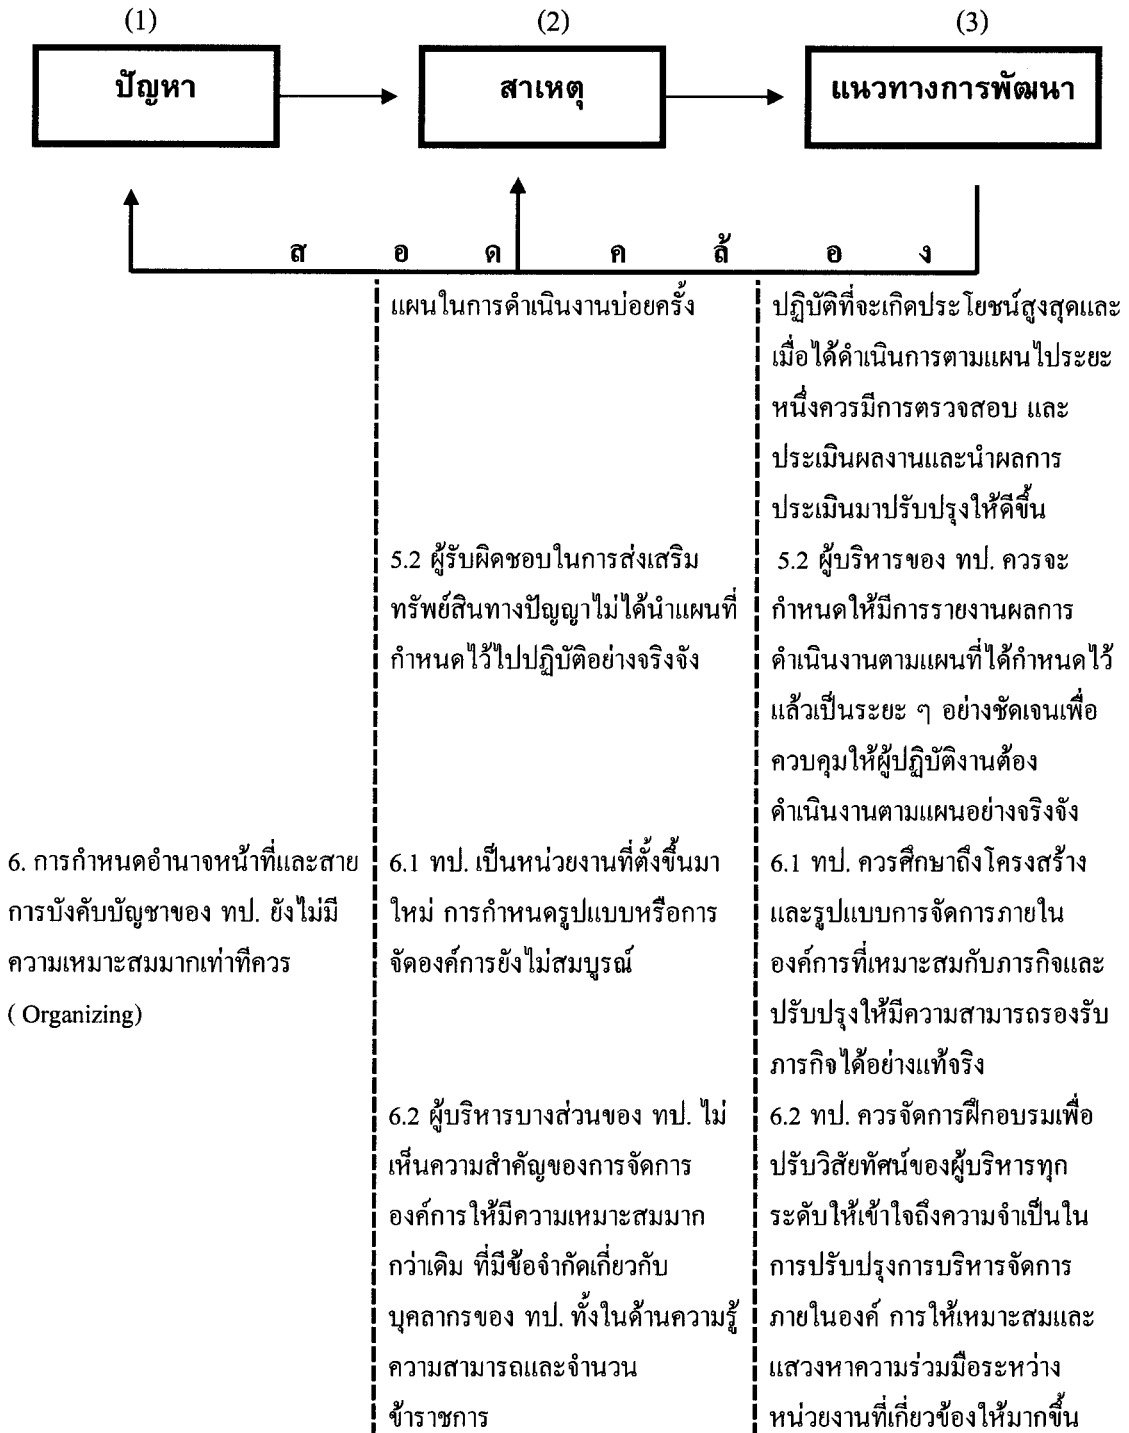 (1)
(2)
(3)
ปัญหา
สาเหตุ
แนวทางการพัฒนา
ส อ ด ค ล้ อ ง
แผนในการดำเนินงานบ่อยครั้ง
ปฏิบัติที่จะเกิดประโยชน์สูงสุดและ
เมื่อได้ดำเนินการตามแผนไประยะ
หนึ่งควรมีการตรวจสอบ และ
ประเมินผลงานและนำผลการ
ประเมินมาปรับปรุงให้ดีขึ้น
5.2 ผู้รับผิดชอบในการส่งเสริม
ทรัพย์สินทางปัญญาไม่ได้นำแผนที่
กำหนดไว้ไปปฏิบัติอย่างจริงจัง
5.2 ผู้บริหารของ ทป. ควรจะ
กำหนดให้มีการรายงานผลการ
ดำเนินงานตามแผนที่ได้กำหนดไว้
แล้วเป็นระยะ ๆ อย่างชัดเจนเพื่อ
ควบคุมให้ผู้ปฏิบัติงานต้อง
ดำเนินงานตามแผนอย่างจริงจัง
6. การกำหนดอำนาจหน้าที่และสาย
การบังคับบัญชาของ ทป. ยังไม่มี
ความเหมาะสมมากเท่าทีควร
( Organizing)
6.1 ทป. เป็นหน่วยงานที่ตั้งขึ้นมา
ใหม่ การกำหนดรูปแบบหรือการ
จัดองค์การยังไม่สมบูรณ์
6.1 ทป. ควรศึกษาถึงโครงสร้าง
และรูปแบบการจัดการภายใน
องค์การที่เหมาะสมกับภารกิจและ
ปรับปรุงให้มีความสามารถรองรับ
ภารกิจได้อย่างแท้จริง
6.2 ผู้บริหารบางส่วนของ ทป. ไม่
เห็นความสำคัญของการจัดการ
องค์การให้มีความเหมาะสมมาก
กว่าเดิม ที่มีข้อจำกัดเกี่ยวกับ
บุคลากรของ ทป. ทั้งในด้านความรู้
ความสามารถและจำนวน
ข้าราชการ
6.2 ทป. ควรจัดการฝึกอบรมเพื่อ
ปรับวิสัยทัศน์ของผู้บริหารทุก
ระดับให้เข้าใจถึงความจำเป็นใน
การปรับปรุงการบริหารจัดการ
ภายในองค์ การให้เหมาะสมและ
แสวงหาความร่วมมือระหว่าง
หน่วยงานที่เกี่ยวข้องให้มากขึ้น